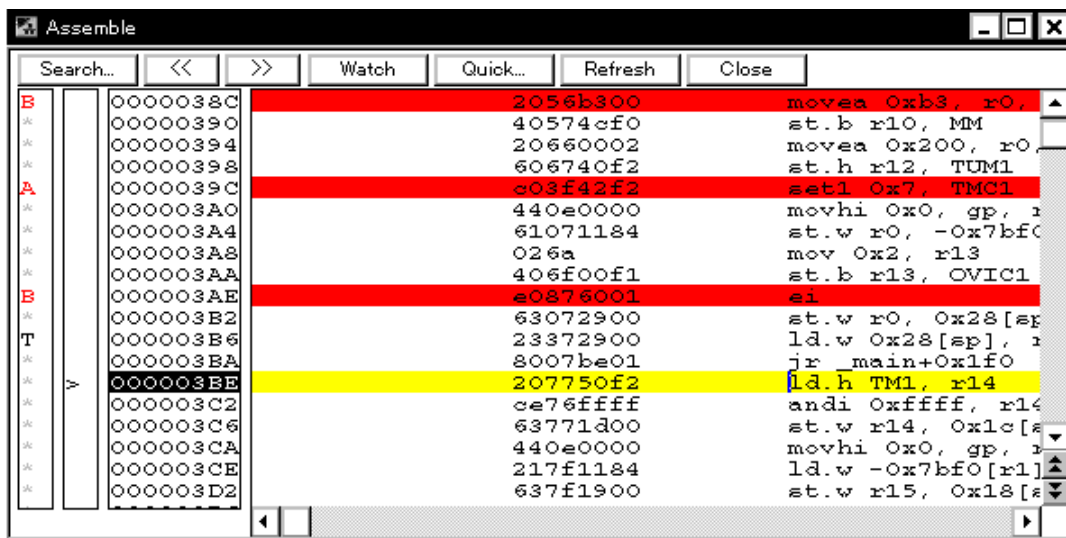 Assemble
Search... << >> Watch Quick... Refresh Close
B 0000038C 2056b300 movea 0xb3, r0,
* 00000390 40574cf0 st.b r10, MM
* 00000394 20660002 movea 0x200, r0,
* 00000398 606740f2 st.h r12, TUM1
A 0000039C c03f42f2 set1 0x7, TMC1
* 000003A0 440e0000 movhi 0x0, gp, r
* 000003A4 61071184 st.w r0, -0x7bf0
* 000003A8 026a mov 0x2, r13
* 000003AA 406f00f1 st.b r13, OVIC1
B 000003AE e0876001 ei
* 000003B2 63072900 st.w r0, 0x28[sp
T 000003B6 23372900 ld.w 0x28[sp], r
* 000003BA 8007be01 jr _main+0x1f0
* > 000003BE 207750f2 ld.h TM1, r14
* 000003C2 ce76ffff andi 0xffff, r14
* 000003C6 63771d00 st.w r14, 0x1c[s
* 000003CA 440e0000 movhi 0x0, gp, r
* 000003CE 217f1184 ld.w -0x7bf0[r1]
* 000003D2 637f1900 st.w r15, 0x18[s